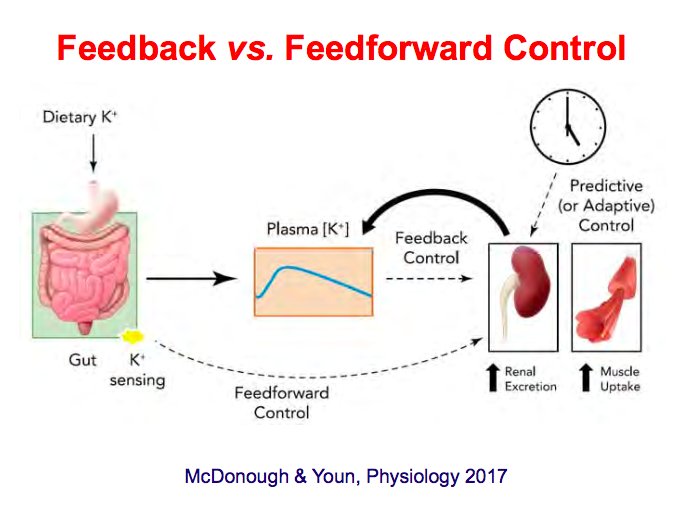 Feedback vs. Feedforward Control
Dietary K⁺
Predictive
(or Adaptive)
Control
Plasma [K⁺]
Feedback
Control
Gut
K⁺
sensing
Feedforward
Control
Renal
Excretion
Muscle
Uptake
McDonough & Youn, Physiology 2017